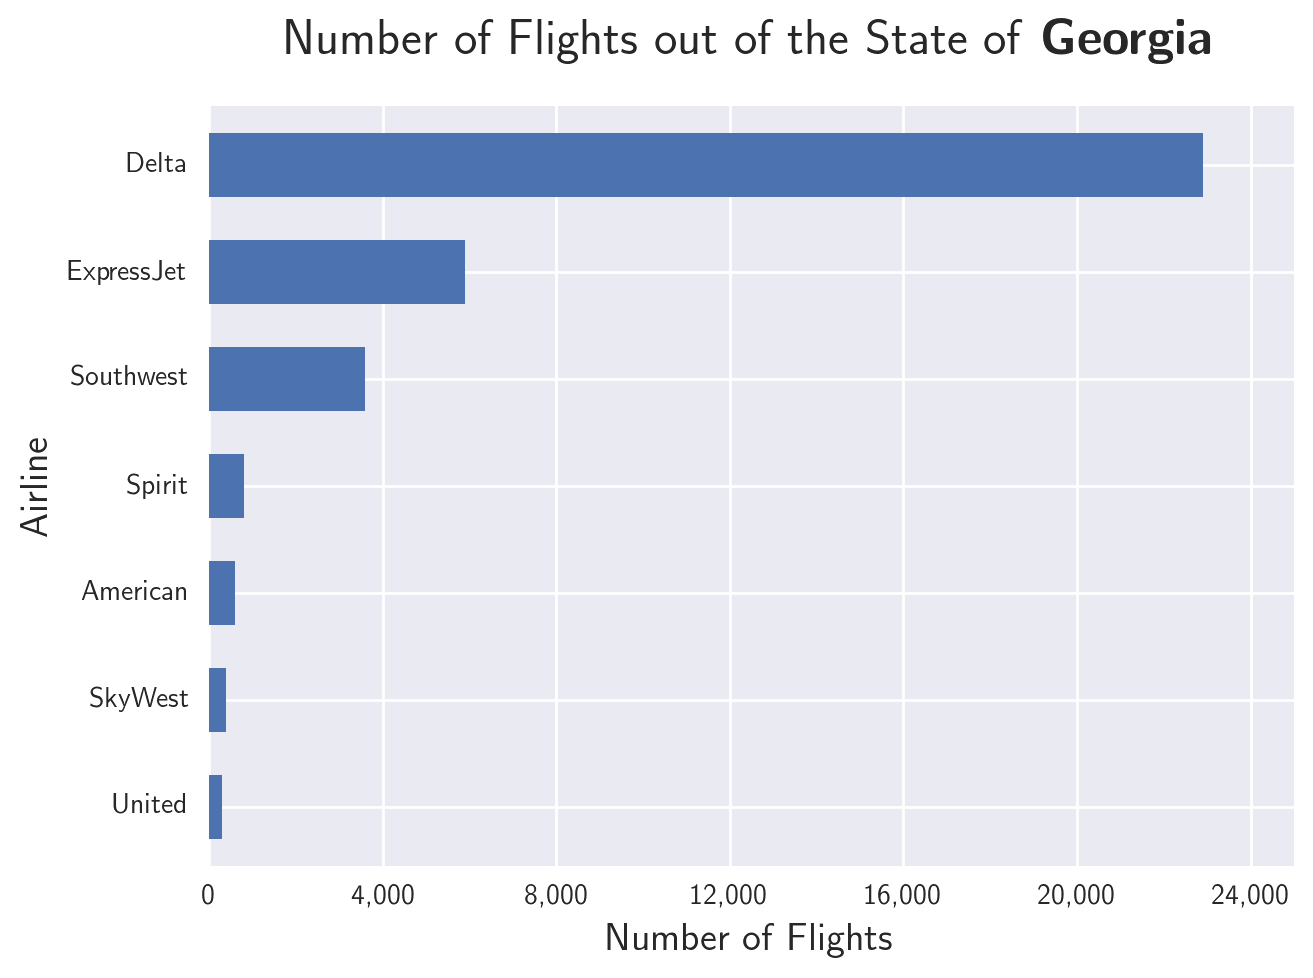 Number of Flights out of the State of Georgia
Delta
ExpressJet
Southwest
Spirit
American
SkyWest
United
Airline
0 4,000 8,000 12,000 16,000 20,000 24,000
Number of Flights